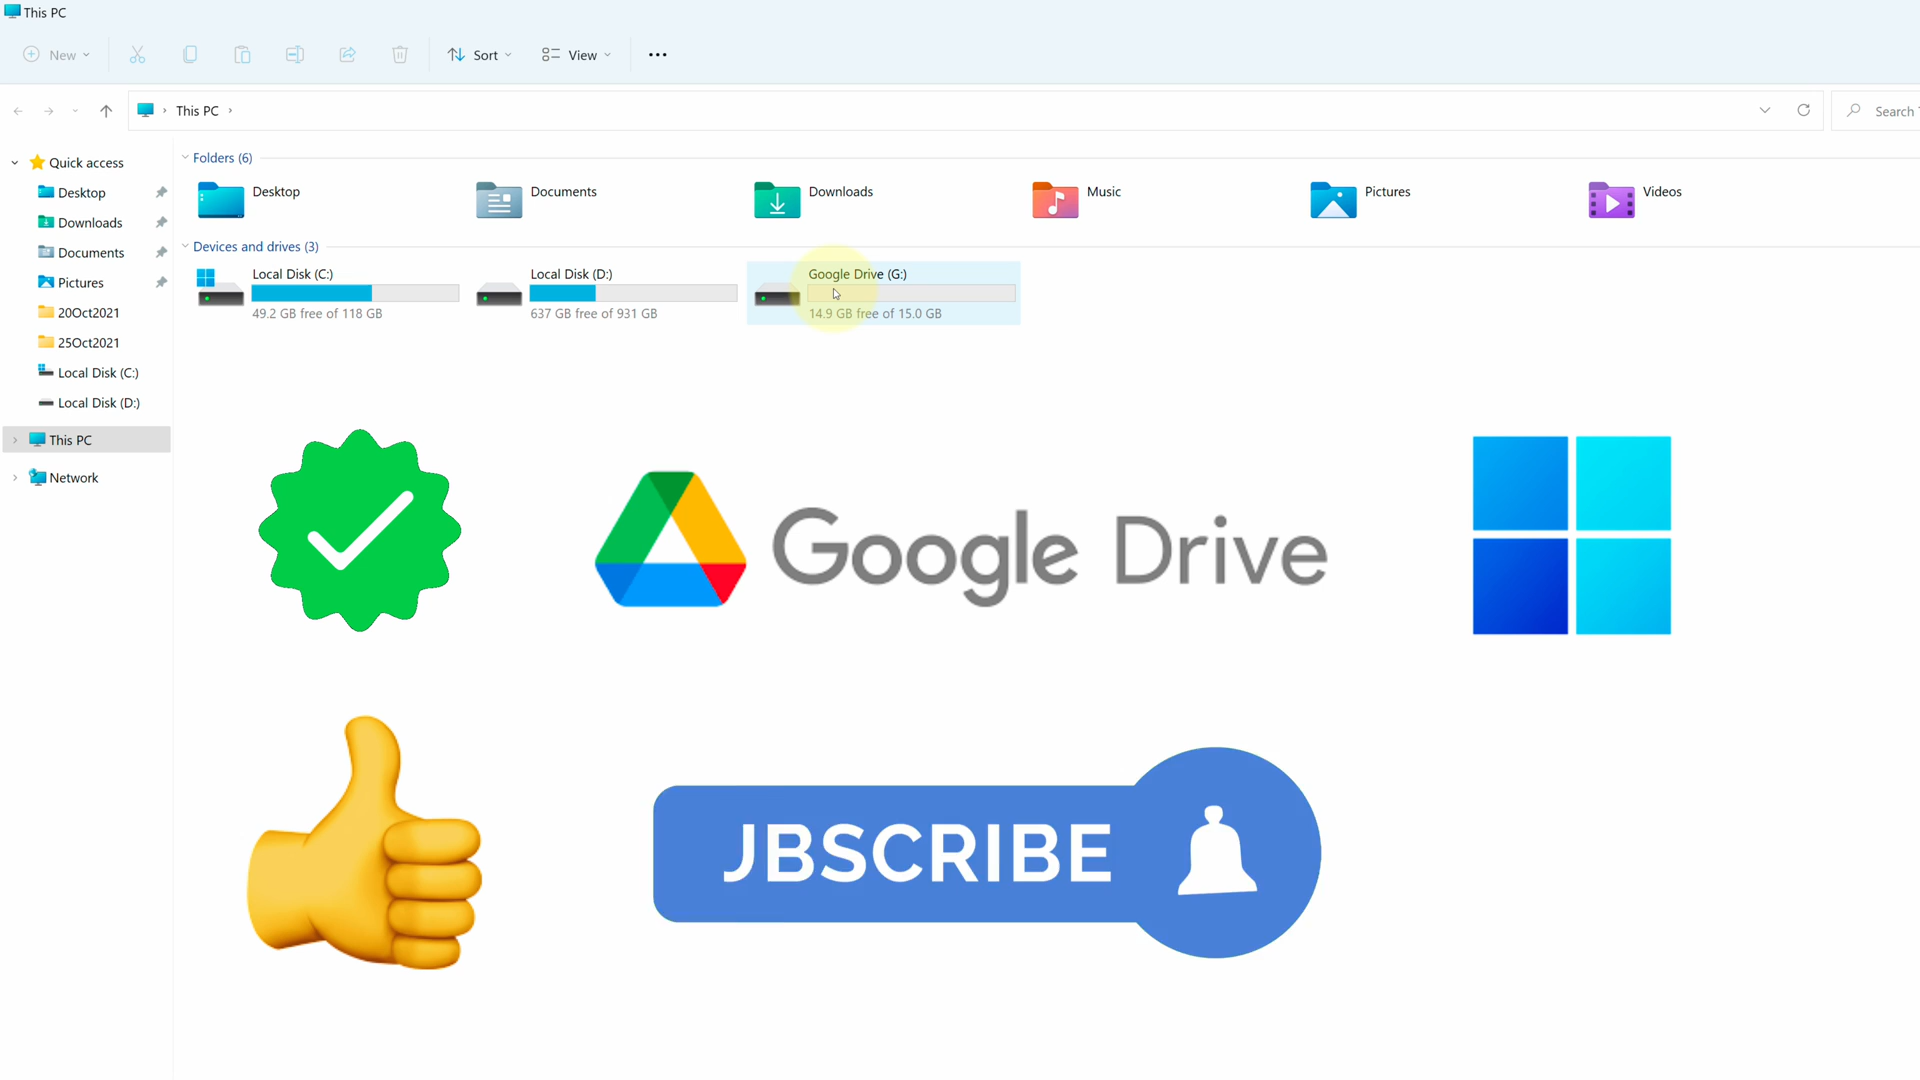 This PC
New
Sort
View
This PC
Search
Quick access
Desktop
Downloads
Documents
Pictures
20Oct2021
25Oct2021
Local Disk (C:)
Local Disk (D:)
This PC
Network
Folders (6)
Desktop
Documents
Downloads
Music
Pictures
Videos
Devices and drives (3)
Local Disk (C:)
49.2 GB free of 118 GB
Local Disk (D:)
637 GB free of 931 GB
Google Drive (G:)
14.9 GB free of 15.0 GB
Google Drive
JBSCRIBE